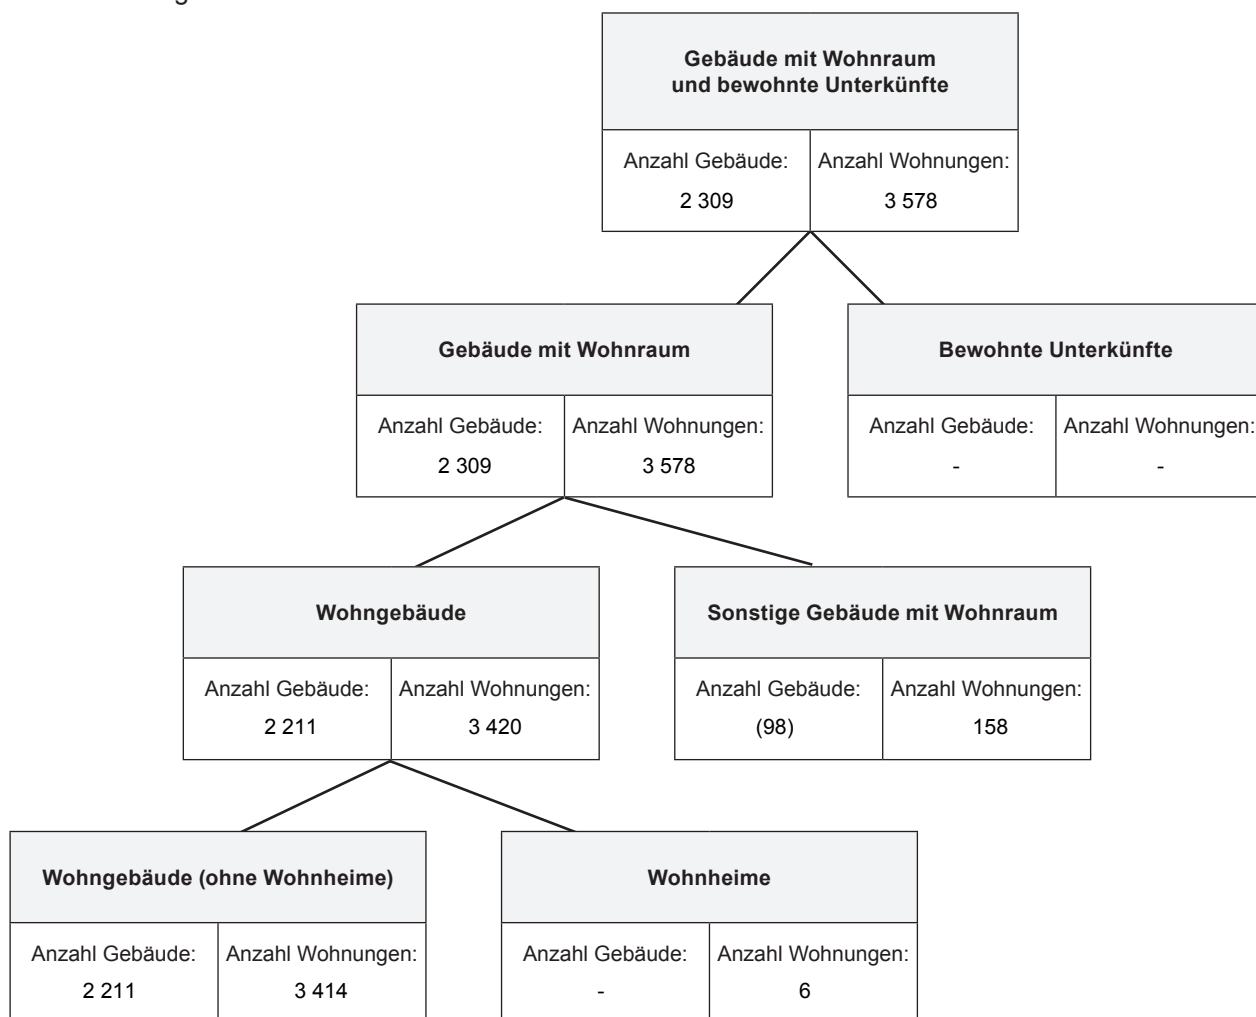 Gebäude mit Wohnraum
und bewohnte Unterkünfte
Anzahl Gebäude: Anzahl Wohnungen:
2 309 3 578
Gebäude mit Wohnraum
Anzahl Gebäude: Anzahl Wohnungen:
2 309 3 578
Bewohnte Unterkünfte
Anzahl Gebäude: Anzahl Wohnungen:
- -
Wohngebäude
Anzahl Gebäude: Anzahl Wohnungen:
2 211 3 420
Sonstige Gebäude mit Wohnraum
Anzahl Gebäude: Anzahl Wohnungen:
(98) 158
Wohngebäude (ohne Wohnheime)
Anzahl Gebäude: Anzahl Wohnungen:
2 211 3 414
Wohnheime
Anzahl Gebäude: Anzahl Wohnungen:
- 6